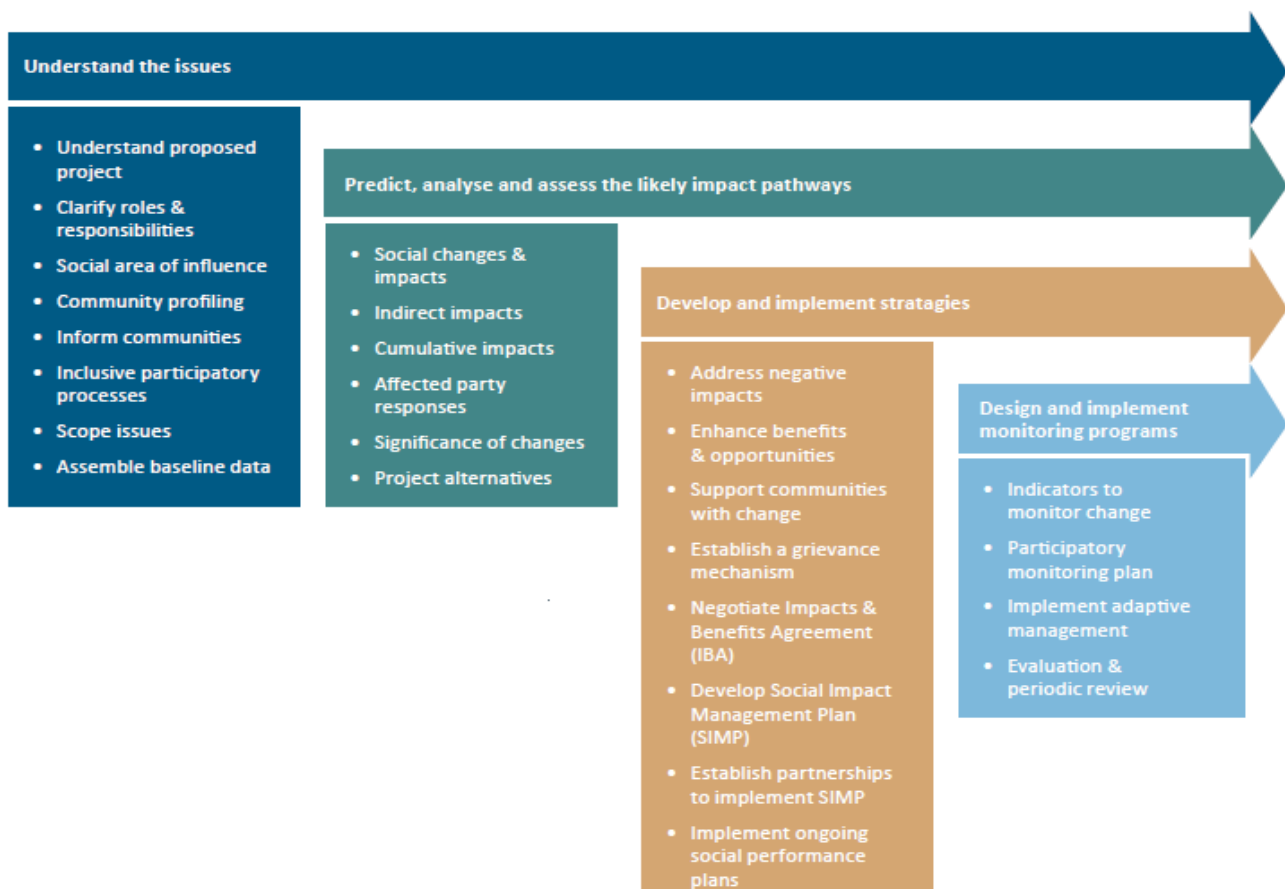 Understand the issues
• Understand proposed
project
• Clarify roles &
responsibilities
• Social area of influence
• Community profiling
• Inform communities
• Inclusive participatory
processes
• Scope issues
• Assemble baseline data
Predict, analyse and assess the likely impact pathways
• Social changes &
impacts
• Indirect impacts
• Cumulative impacts
• Affected party
responses
• Significance of changes
• Project alternatives
Develop and implement stratagies
• Address negative
impacts
• Enhance benefits
& opportunities
• Support communities
with change
• Establish a grievance
mechanism
• Negotiate Impacts &
Benefits Agreement
(IBA)
• Develop Social Impact
Management Plan
(SIMP)
• Establish partnerships
to implement SIMP
• Implement ongoing
social performance
plans
Design and implement
monitoring programs
• Indicators to
monitor change
• Participatory
monitoring plan
• Implement adaptive
management
• Evaluation &
periodic review